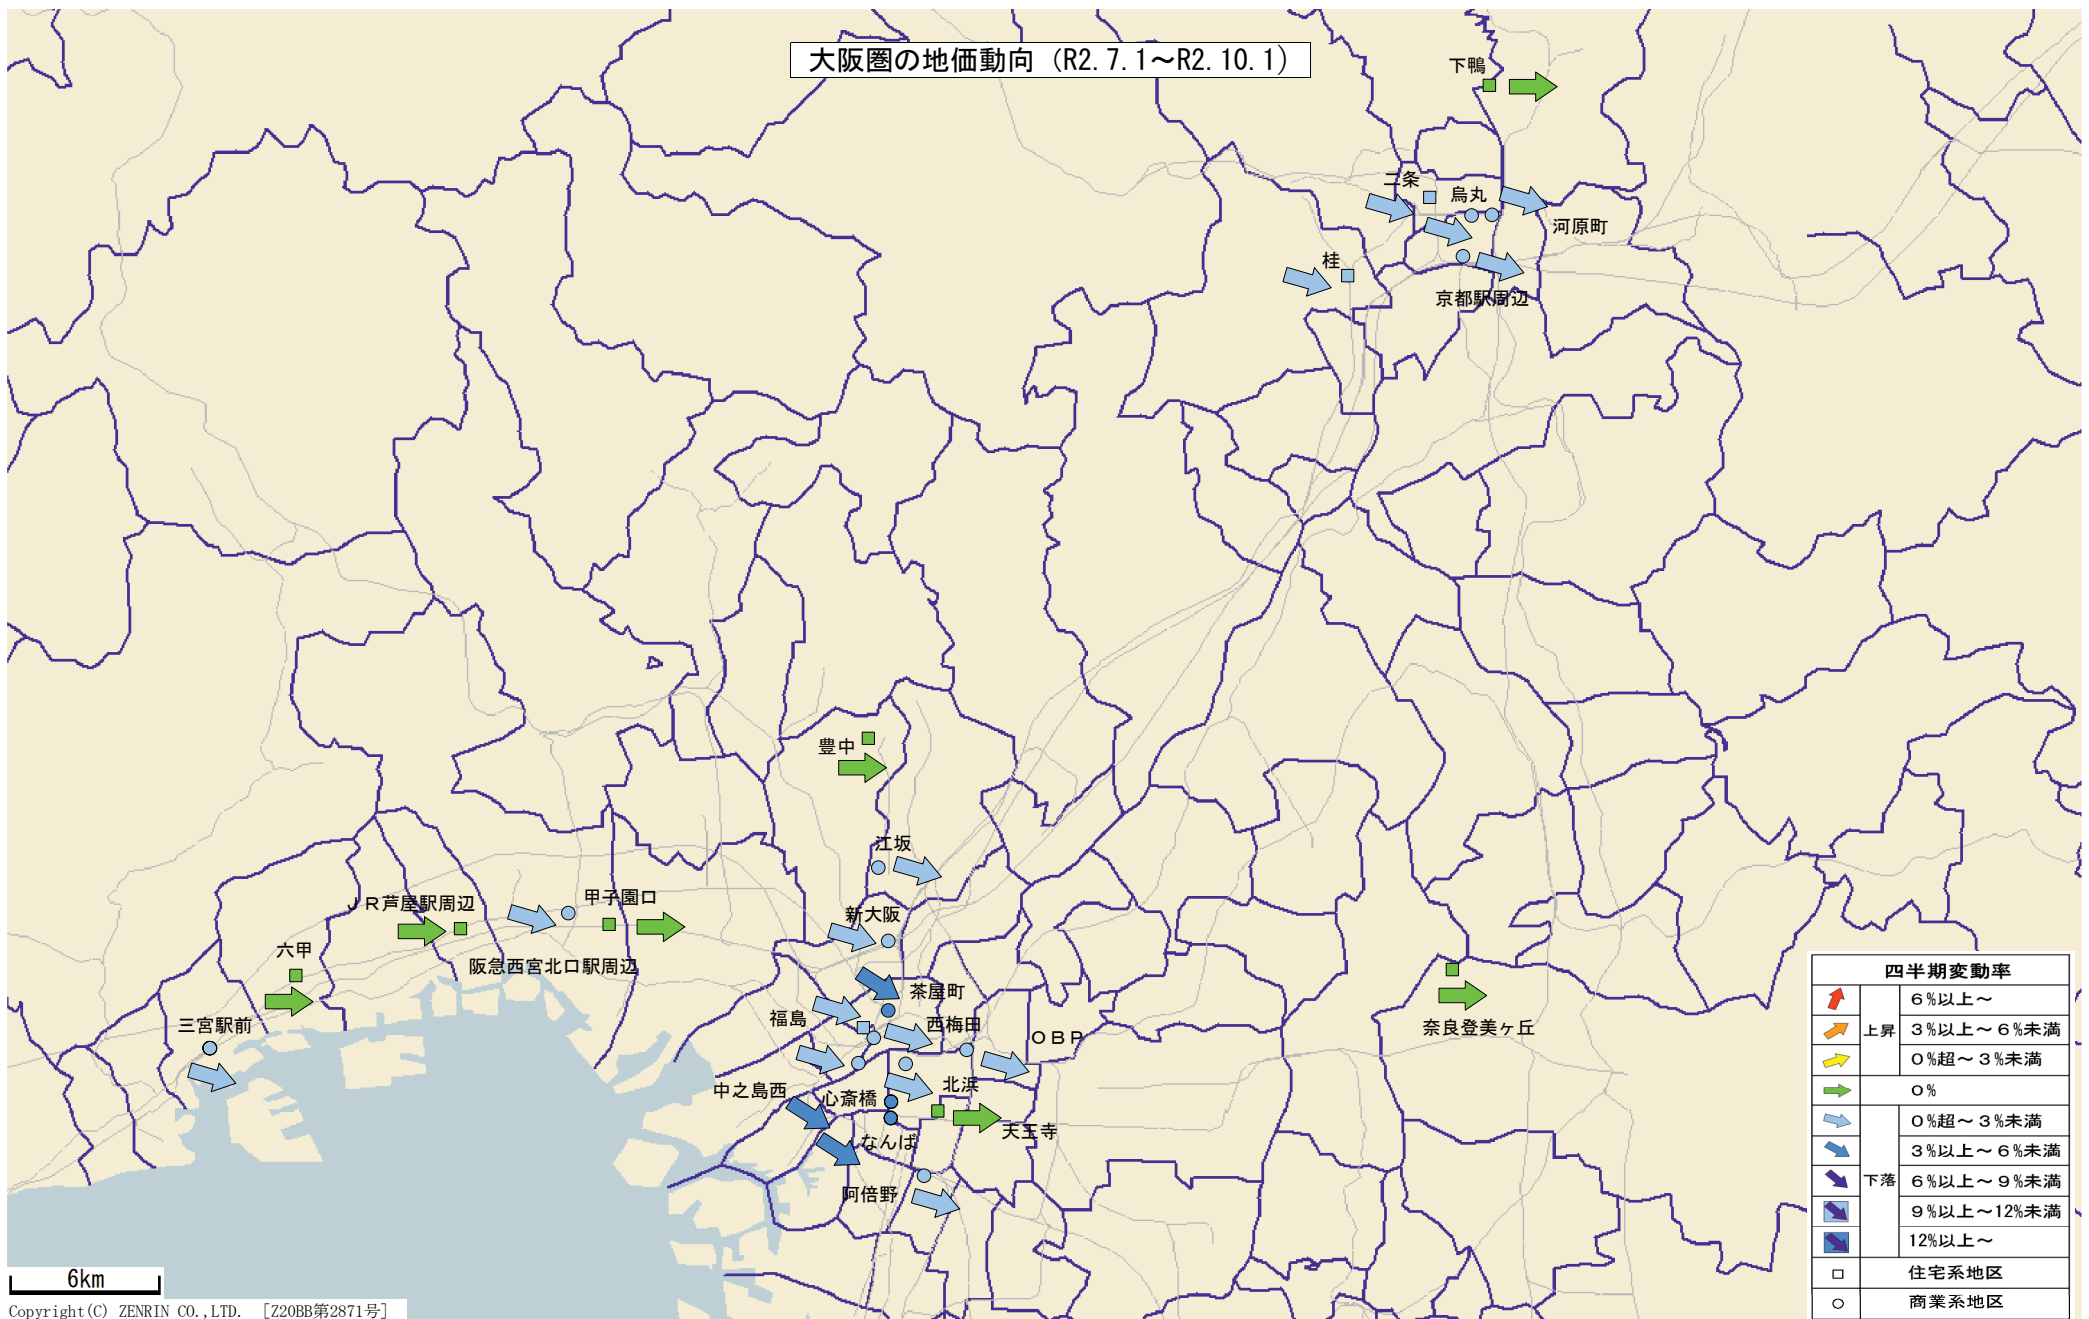 大阪圏の地価動向 (R2.7.1～R2.10.1)
下鴨
二条
烏丸
河原町
桂
京都駅周辺
豊中
江坂
甲子園口
ＪＲ芦屋駅周辺
新大阪
六甲
阪急西宮北口駅周辺
茶屋町
三宮駅前
福島
西梅田
ＯＢＰ
奈良登美ヶ丘
中之島西
心斎橋
北浜
なんば
天王寺
阿倍野
四半期変動率
上昇
６%以上～
３%以上～６%未満
０%超～３%未満
０%
下落
０%超～３%未満
３%以上～６%未満
６%以上～９%未満
９%以上～12%未満
12%以上～
住宅系地区
商業系地区
6km
Copyright(C) ZENRIN CO.,LTD. [Z20BB第2871号]